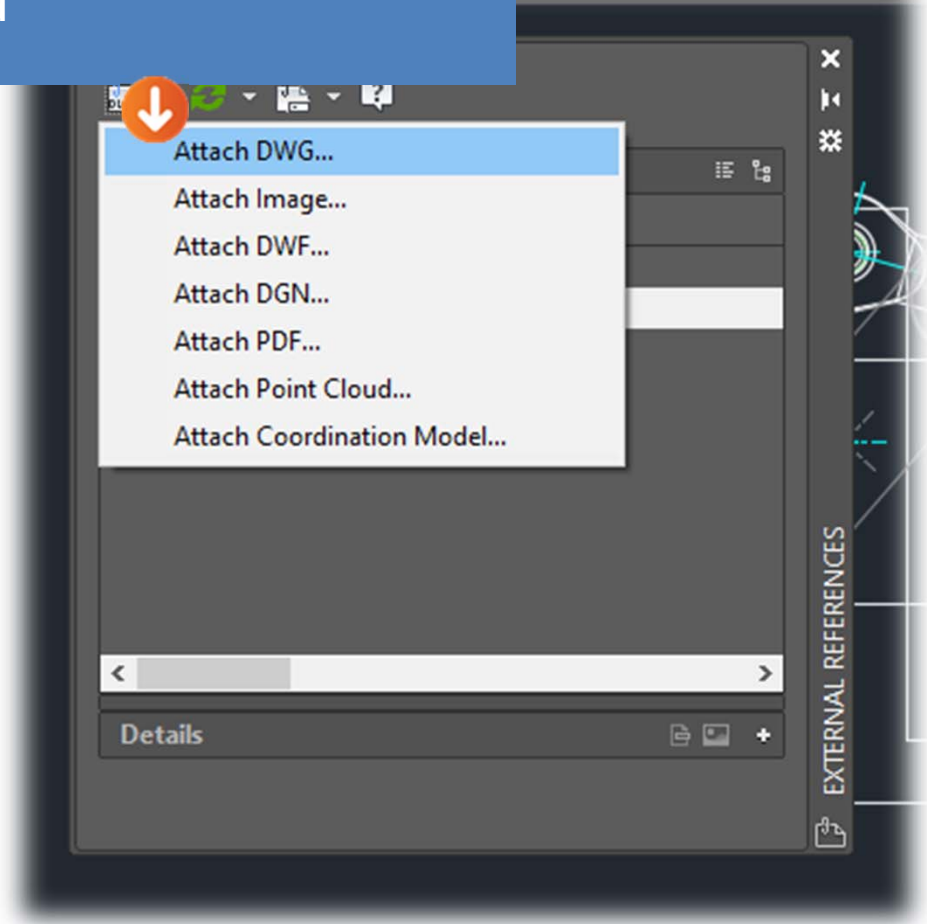 Attach DWG...
Attach Image...
Attach DWF...
Attach DGN...
Attach PDF...
Attach Point Cloud...
Attach Coordination Model...
Details
EXTERNAL REFERENCES